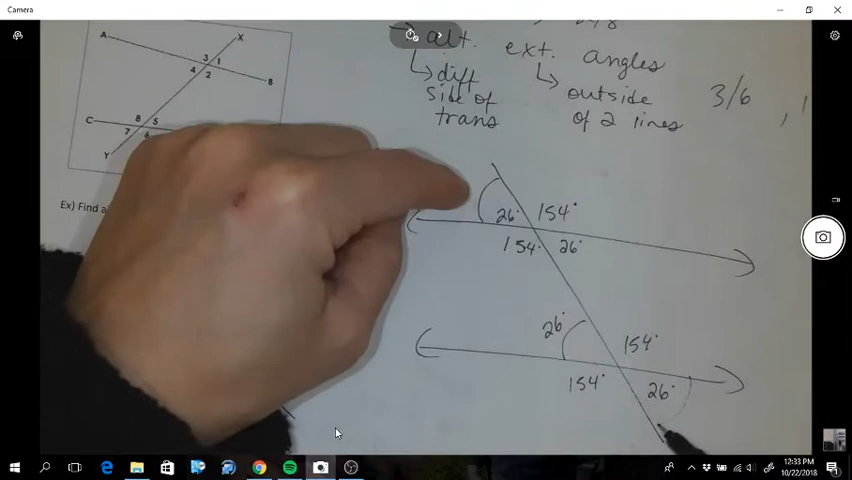 Camera
A
X
3 1
4 2
B
8 5
C
7 6
Y
Ex) Find a
→ alt.
↳ diff
side of
trans
ext. angles
↳ outside
of 2 lines
3/6
,
26° 154°
154° 26°
26° 154°
154° 26°
12:33 PM
10/22/2018